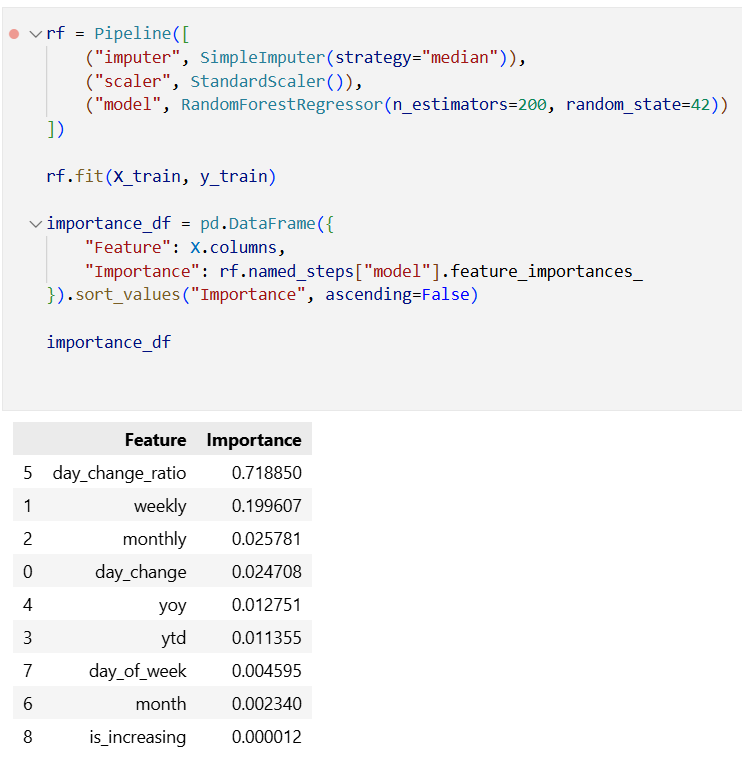 rf = Pipeline([
("imputer", SimpleImputer(strategy="median")),
("scaler", StandardScaler()),
("model", RandomForestRegressor(n_estimators=200, random_state=42))
])
rf.fit(X_train, y_train)
importance_df = pd.DataFrame({
"Feature": X.columns,
"Importance": rf.named_steps["model"].feature_importances_
}).sort_values("Importance", ascending=False)
importance_df
Feature Importance
5 day_change_ratio 0.718850
1 weekly 0.199607
2 monthly 0.025781
0 day_change 0.024708
4 yoy 0.012751
3 ytd 0.011355
7 day_of_week 0.004595
6 month 0.002340
8 is_increasing 0.000012